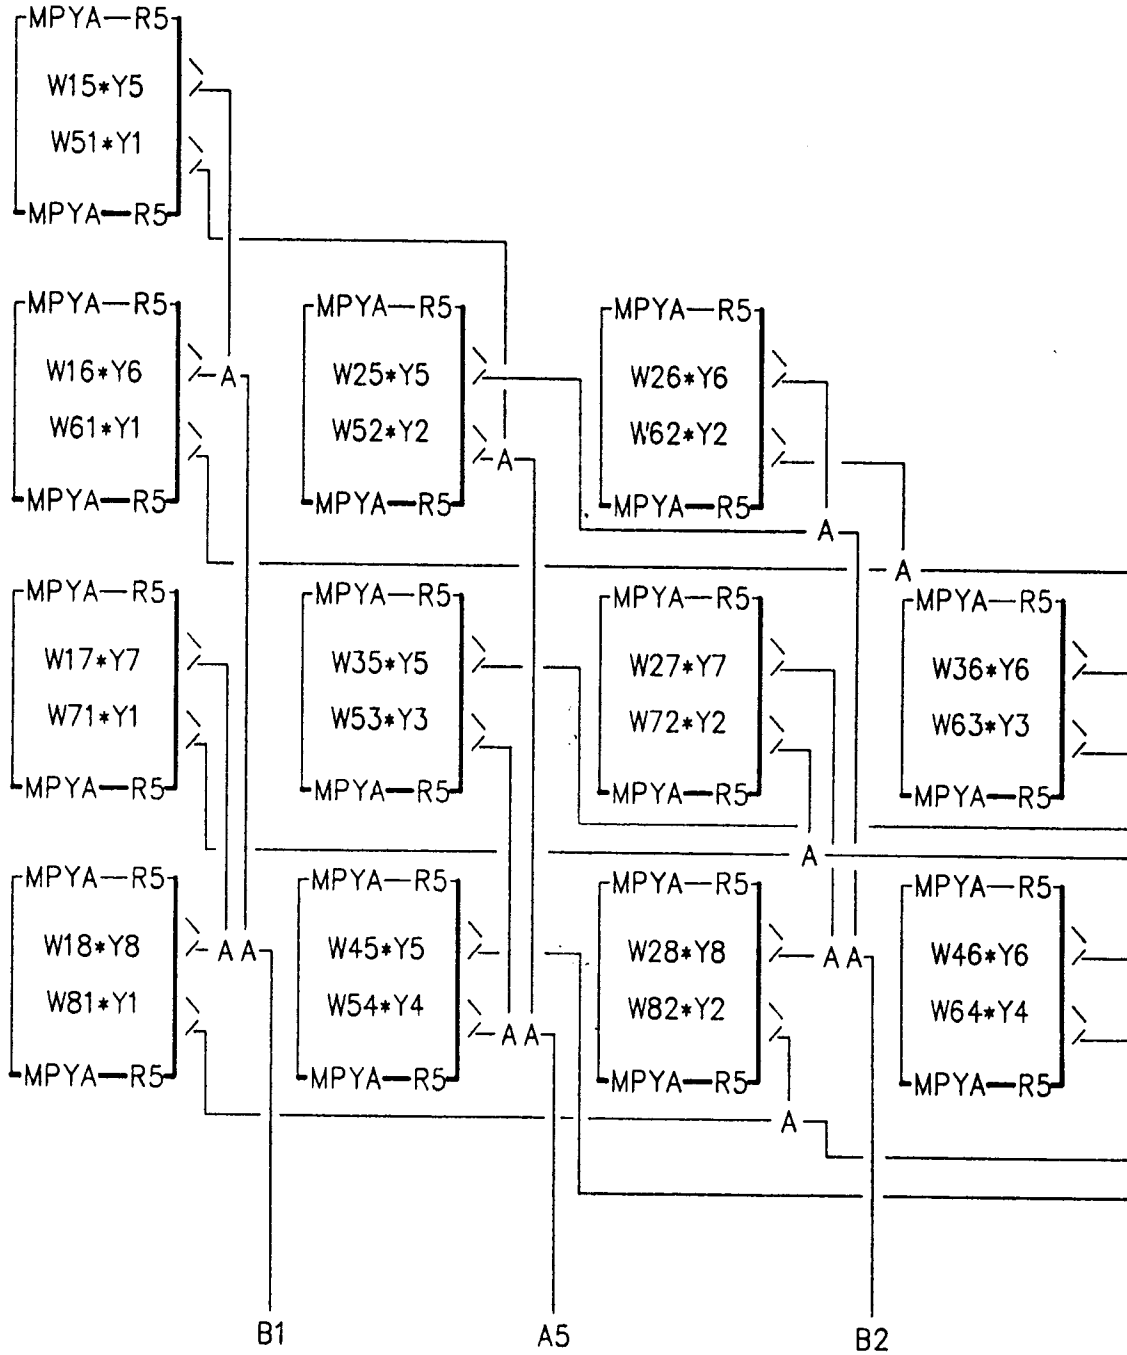 MPYA—R5
W15*Y5
W51*Y1
MPYA—R5
MPYA—R5
W16*Y6
A
W61*Y1
MPYA—R5
MPYA—R5
W25*Y5
W52*Y2
A
MPYA—R5
MPYA—R5
W26*Y6
W62*Y2
MPYA—R5
A
A
MPYA—R5
W17*Y7
W71*Y1
MPYA—R5
MPYA—R5
W35*Y5
W53*Y3
MPYA—R5
MPYA—R5
W27*Y7
W72*Y2
MPYA—R5
A
MPYA—R5
W36*Y6
W63*Y3
MPYA—R5
MPYA—R5
W18*Y8
A A
W81*Y1
MPYA—R5
MPYA—R5
W45*Y5
W54*Y4
A A
MPYA—R5
MPYA—R5
W28*Y8
A A
W82*Y2
MPYA—R5
A
MPYA—R5
W46*Y6
W64*Y4
MPYA—R5
B1
A5
B2